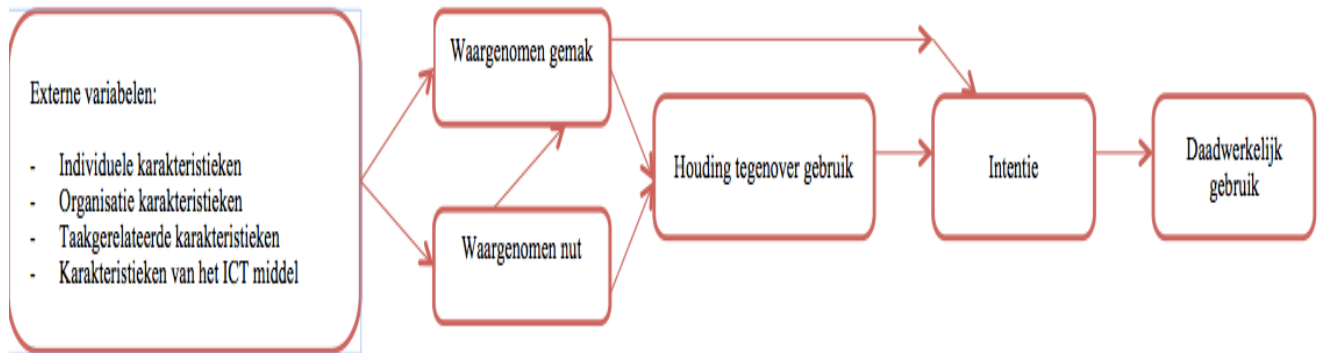 Externe variabelen:
- Individuele karakteristieken
- Organisatie karakteristieken
- Taakgerelateerde karakteristieken
- Karakteristieken van het ICT middel
Waargenomen gemak
Waargenomen nut
Houding tegenover gebruik
Intentie
Daadwerkelijk
gebruik